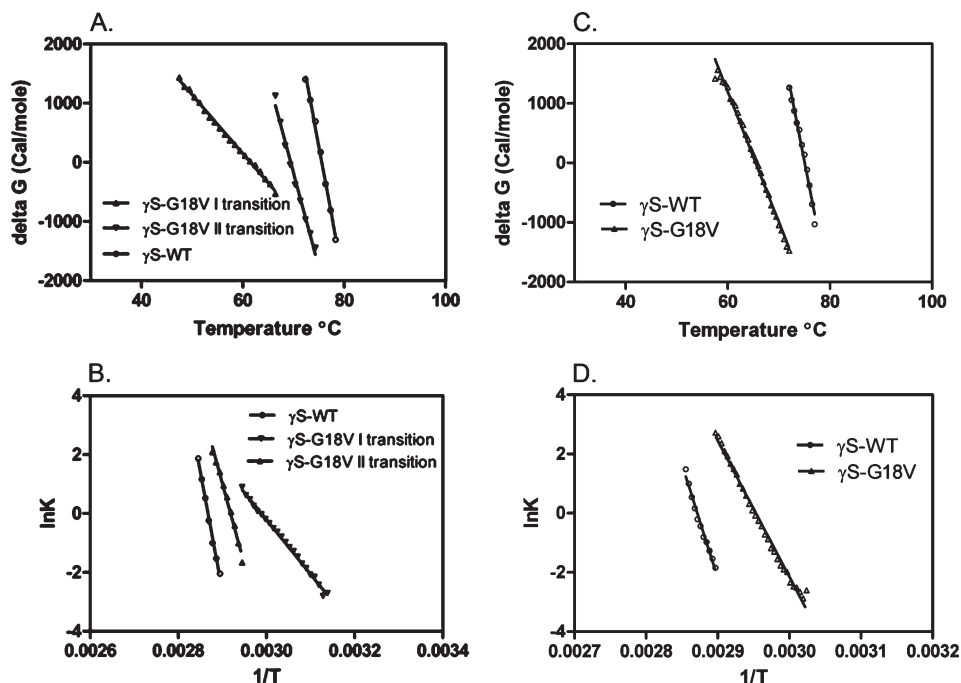 A.
2000
1000
0
-1000
-2000
delta G (Cal/mole)
γS-G18V I transition
γS-G18V II transition
γS-WT
40
60
80
100
Temperature °C
C.
2000
1000
0
-1000
-2000
delta G (Cal/mole)
γS-WT
γS-G18V
40
60
80
100
Temperature °C
B.
4
2
0
-2
-4
lnK
γS-WT
γS-G18V I transition
γS-G18V II transition
0.0026
0.0028
0.0030
0.0032
0.0034
1/T
D.
4
2
0
-2
-4
lnK
γS-WT
γS-G18V
0.0027
0.0028
0.0029
0.0030
0.0031
0.0032
1/T